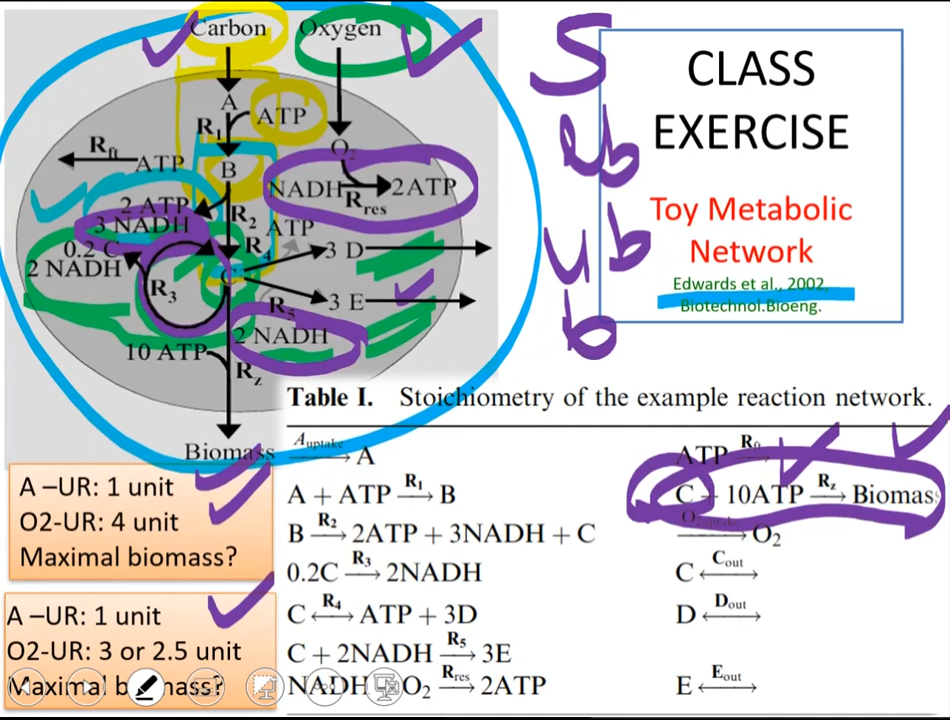 Carbon Oxygen
A
ATP
R1
O2
Rft
ATP
B
NADH 2ATP
Rres
2 ATP
R2 ATP
3 NADH
R4
3 D
0.2 C
2 NADH
C
R3
R5 3 E
2 NADH
10 ATP
Rz
Biomass
S
ub
b
CLASS
EXERCISE
Toy Metabolic
Network
Edwards et al., 2002,
Biotechnol.Bioeng.
A –UR: 1 unit
O2-UR: 4 unit
Maximal biomass?
A –UR: 1 unit
O2-UR: 3 or 2.5 unit
Maximal biomass?
Table I. Stoichiometry of the example reaction network.
Auptake → A
A + ATP R1→ B
B R2→ 2ATP + 3NADH + C
0.2C R3→ 2NADH
C R4↔ ATP + 3D
C + 2NADH R5→ 3E
NADH O2 Rres→ 2ATP
ATP R0→
C + 10ATP Rz→ Biomass
O2uptake → O2
C Cout↔
D Dout↔
E Eout↔